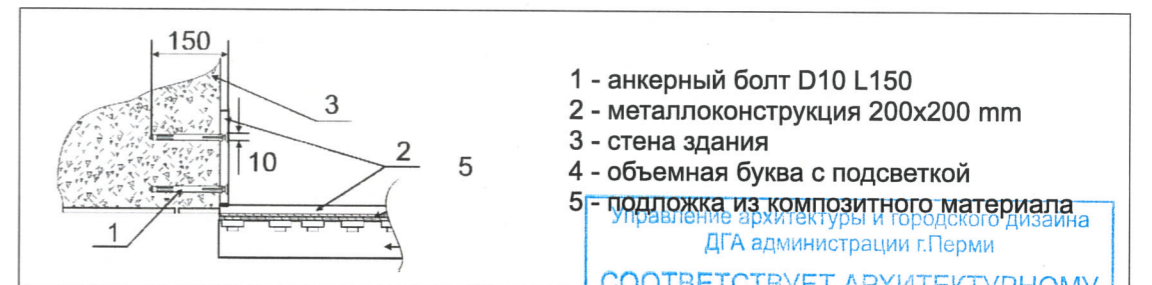 150
3
10
2
5
1
1 - анкерный болт D10 L150
2 - металлоконструкция 200х200 mm
3 - стена здания
4 - объемная буква с подсветкой
5 - подложка из композитного материала
Управление архитектуры и городского дизайна
ДГА администрации г.Перми
СООТВЕТСТВУЕТ АРХИТЕКТУРНОМУ